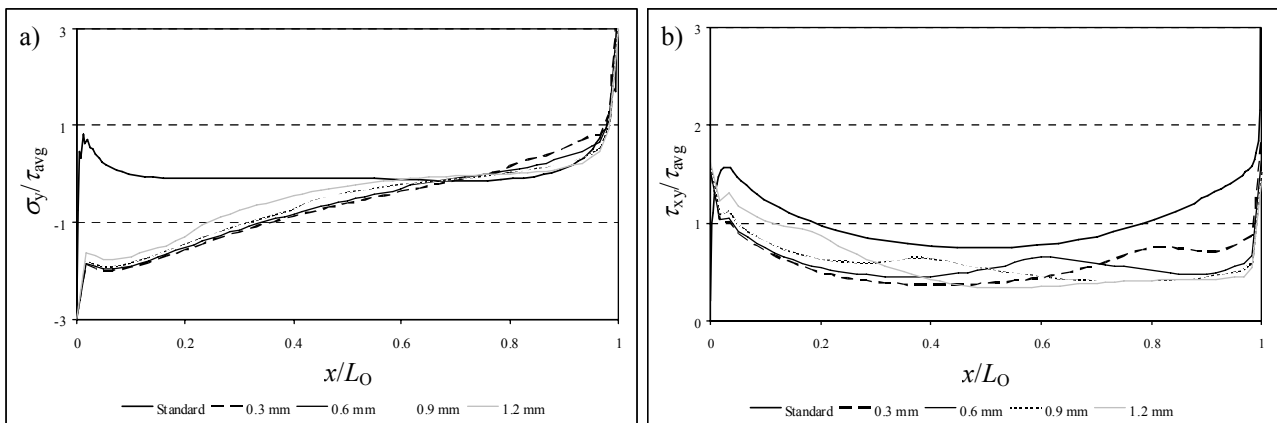 a)
3
1
-1
-3
σy/τavg
0 0.2 0.4 0.6 0.8 1
x/LO
Standard 0.3 mm 0.6 mm 0.9 mm 1.2 mm
b)
3
2
1
0
τxy/τavg
0 0.2 0.4 0.6 0.8 1
x/LO
Standard 0.3 mm 0.6 mm 0.9 mm 1.2 mm